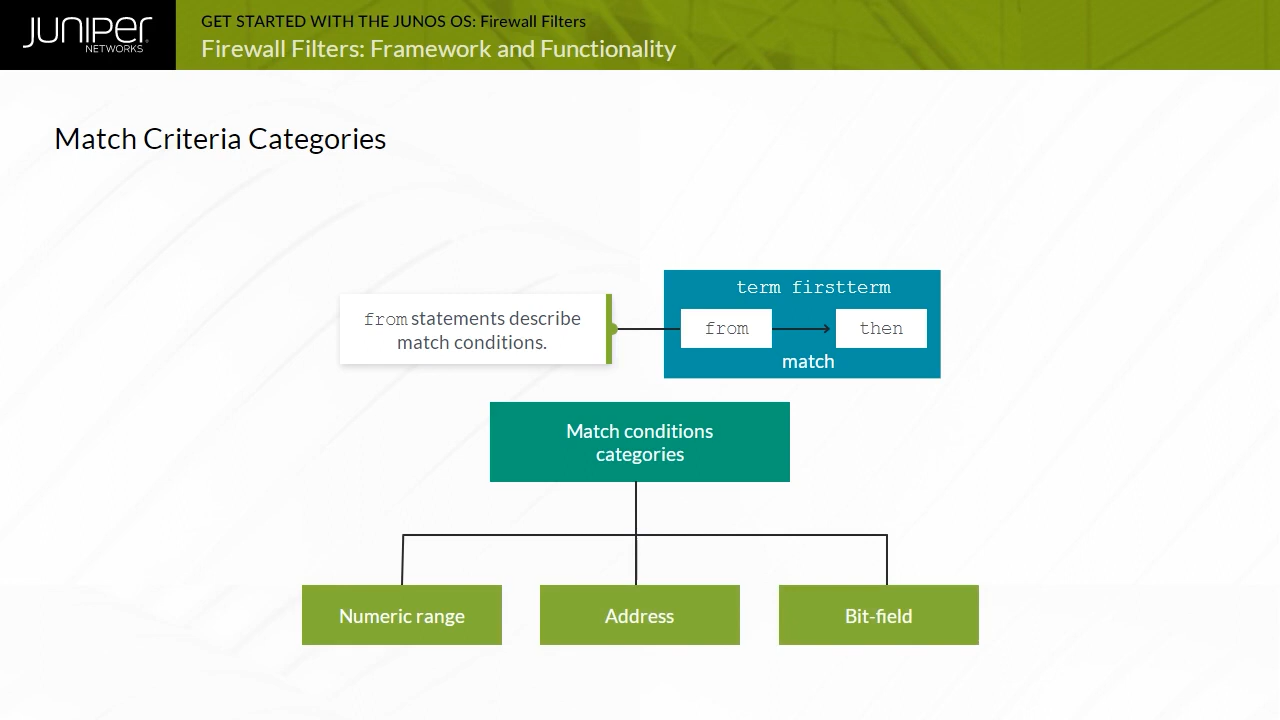 JUNIPEr
NETWORKS
GET STARTED WITH THE JUNOS OS: Firewall Filters
Firewall Filters: Framework and Functionality
Match Criteria Categories
from statements describe
match conditions.
term firstterm
from
then
match
Match conditions
categories
Numeric range
Address
Bit-field